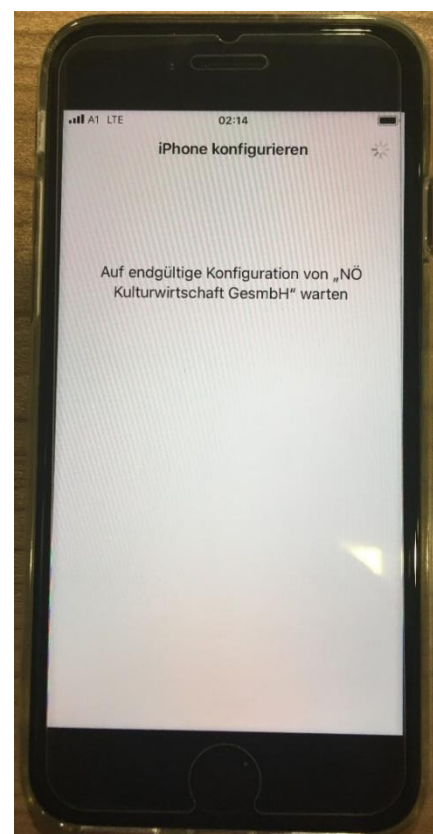 A1 LTE 02:14
iPhone konfigurieren
Auf endgültige Konfiguration von „NÖ
Kulturwirtschaft GesmbH“ warten